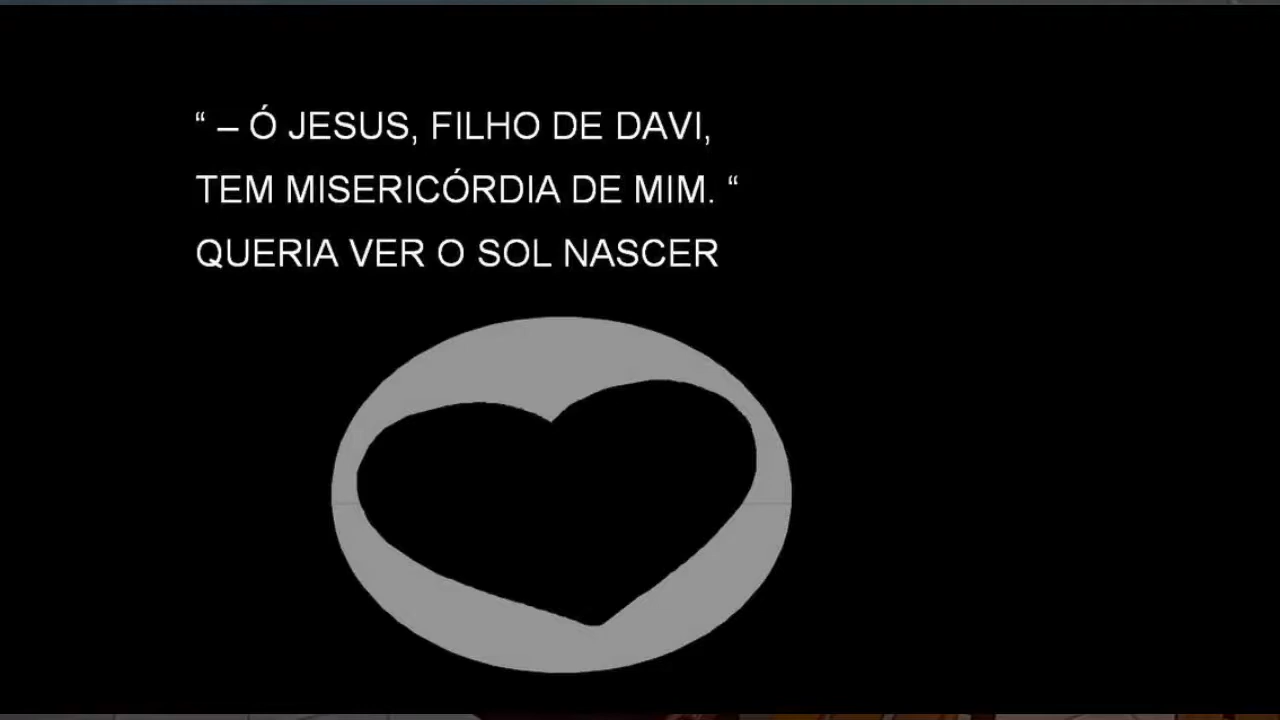 “ – Ó JESUS, FILHO DE DAVI,
TEM MISERICÓRDIA DE MIM. “
QUERIA VER O SOL NASCER